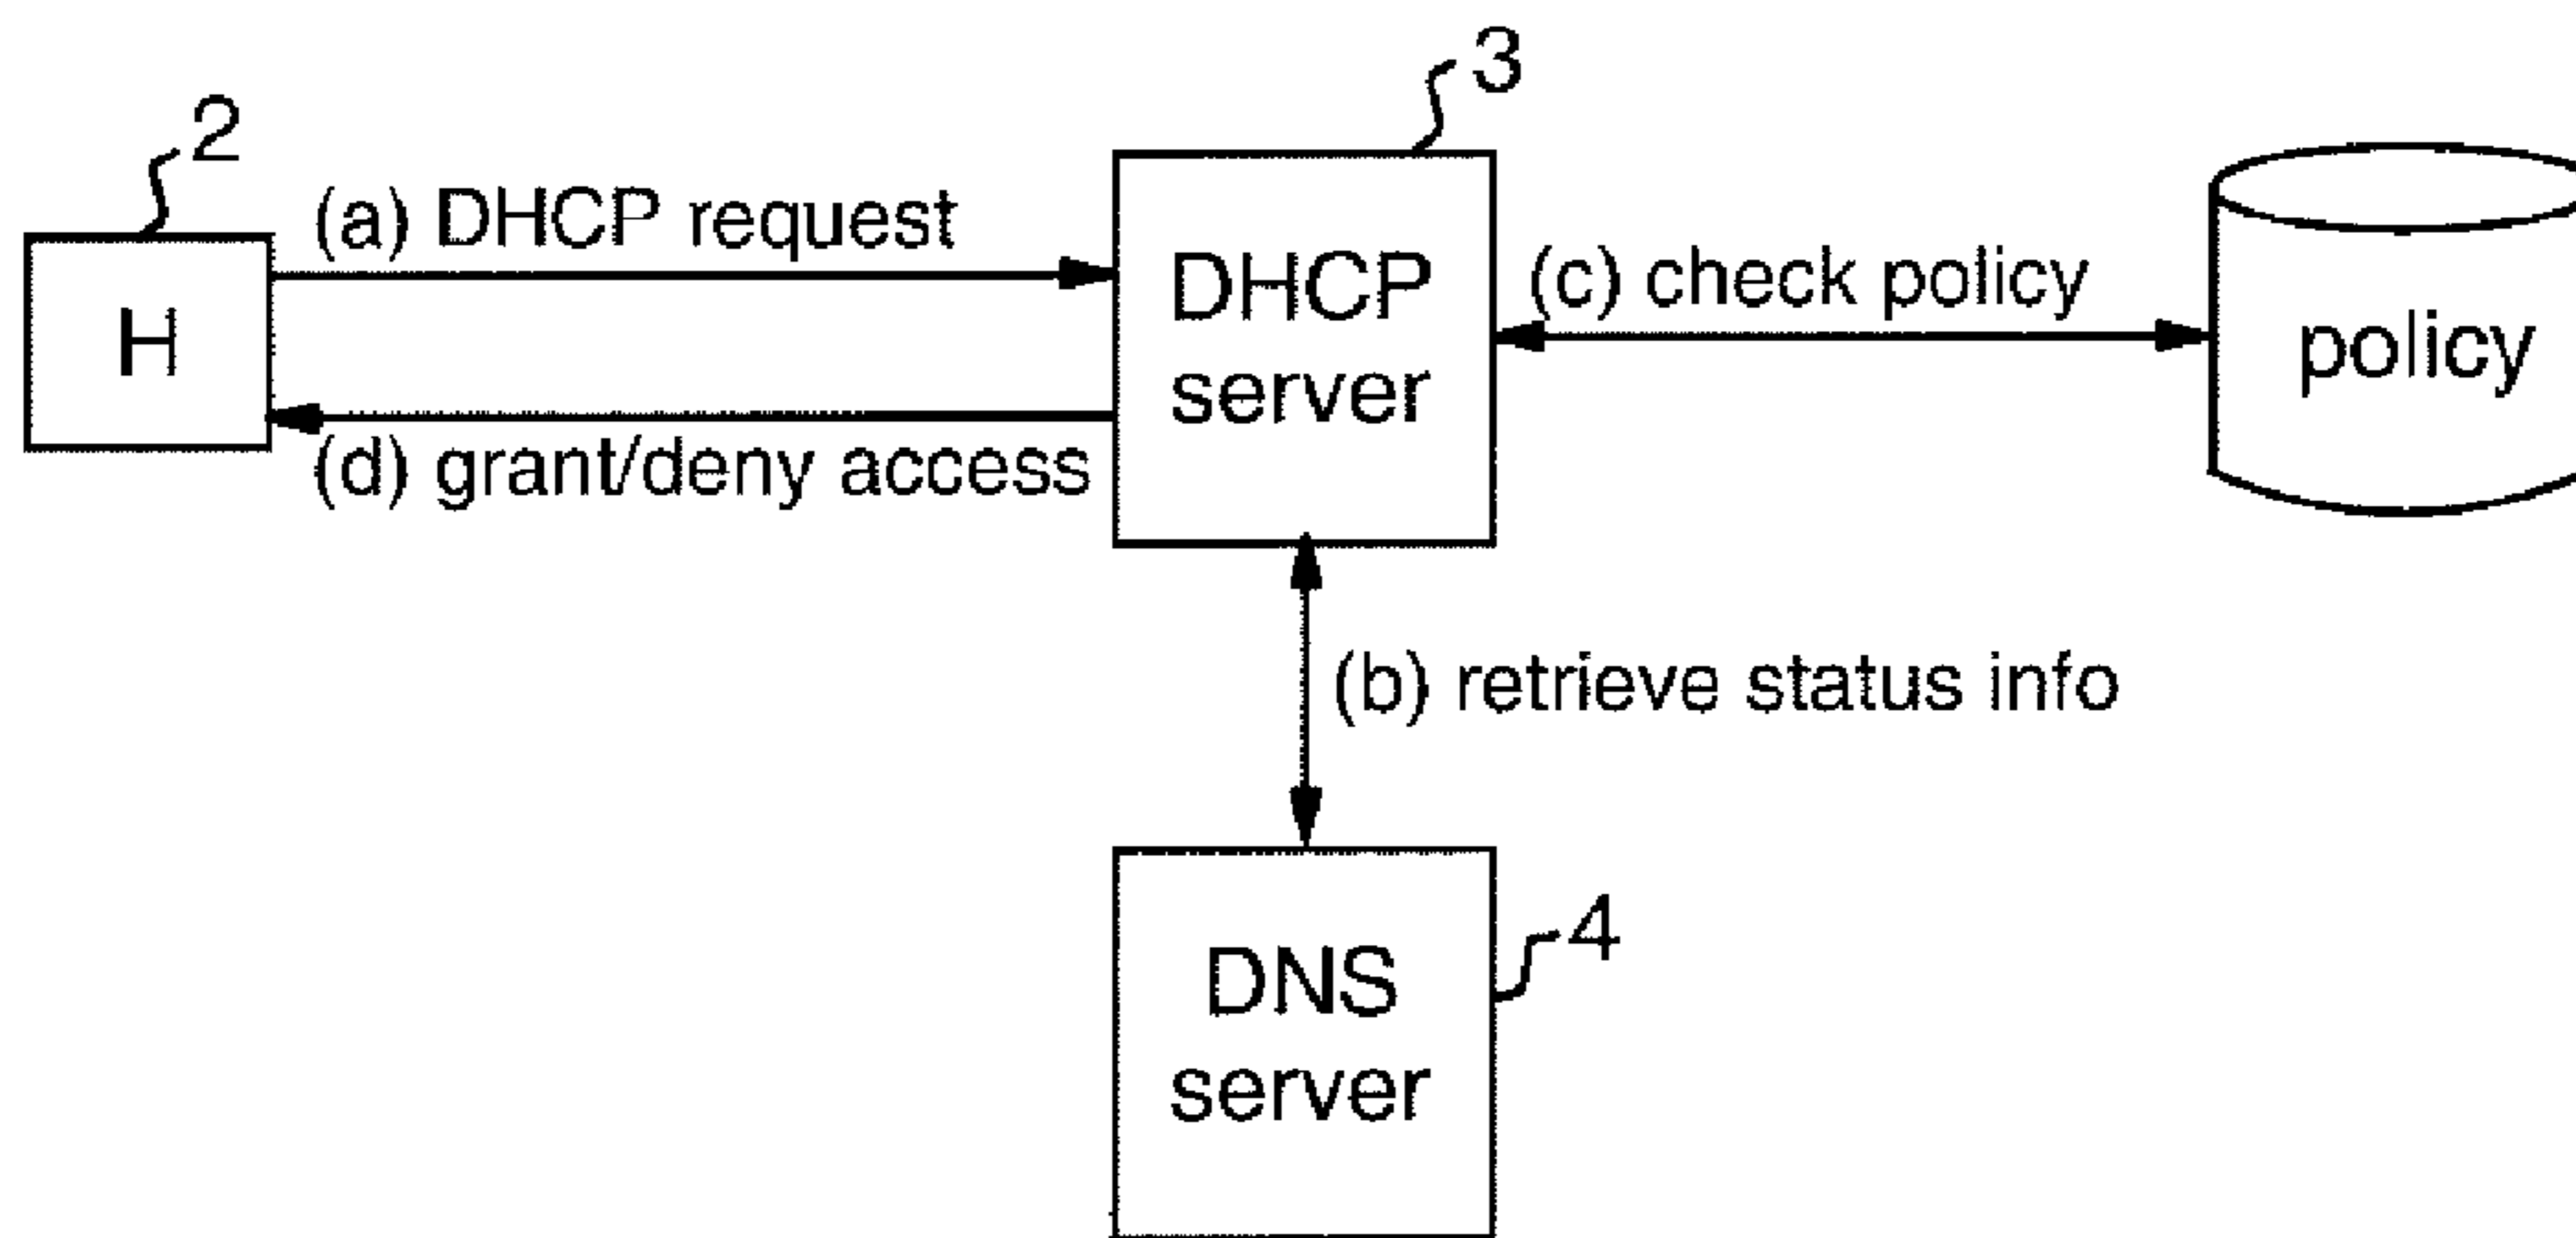 2
3
(a) DHCP request
H
DHCP
server
(c) check policy
policy
(d) grant/deny access
(b) retrieve status info
DNS
server
4